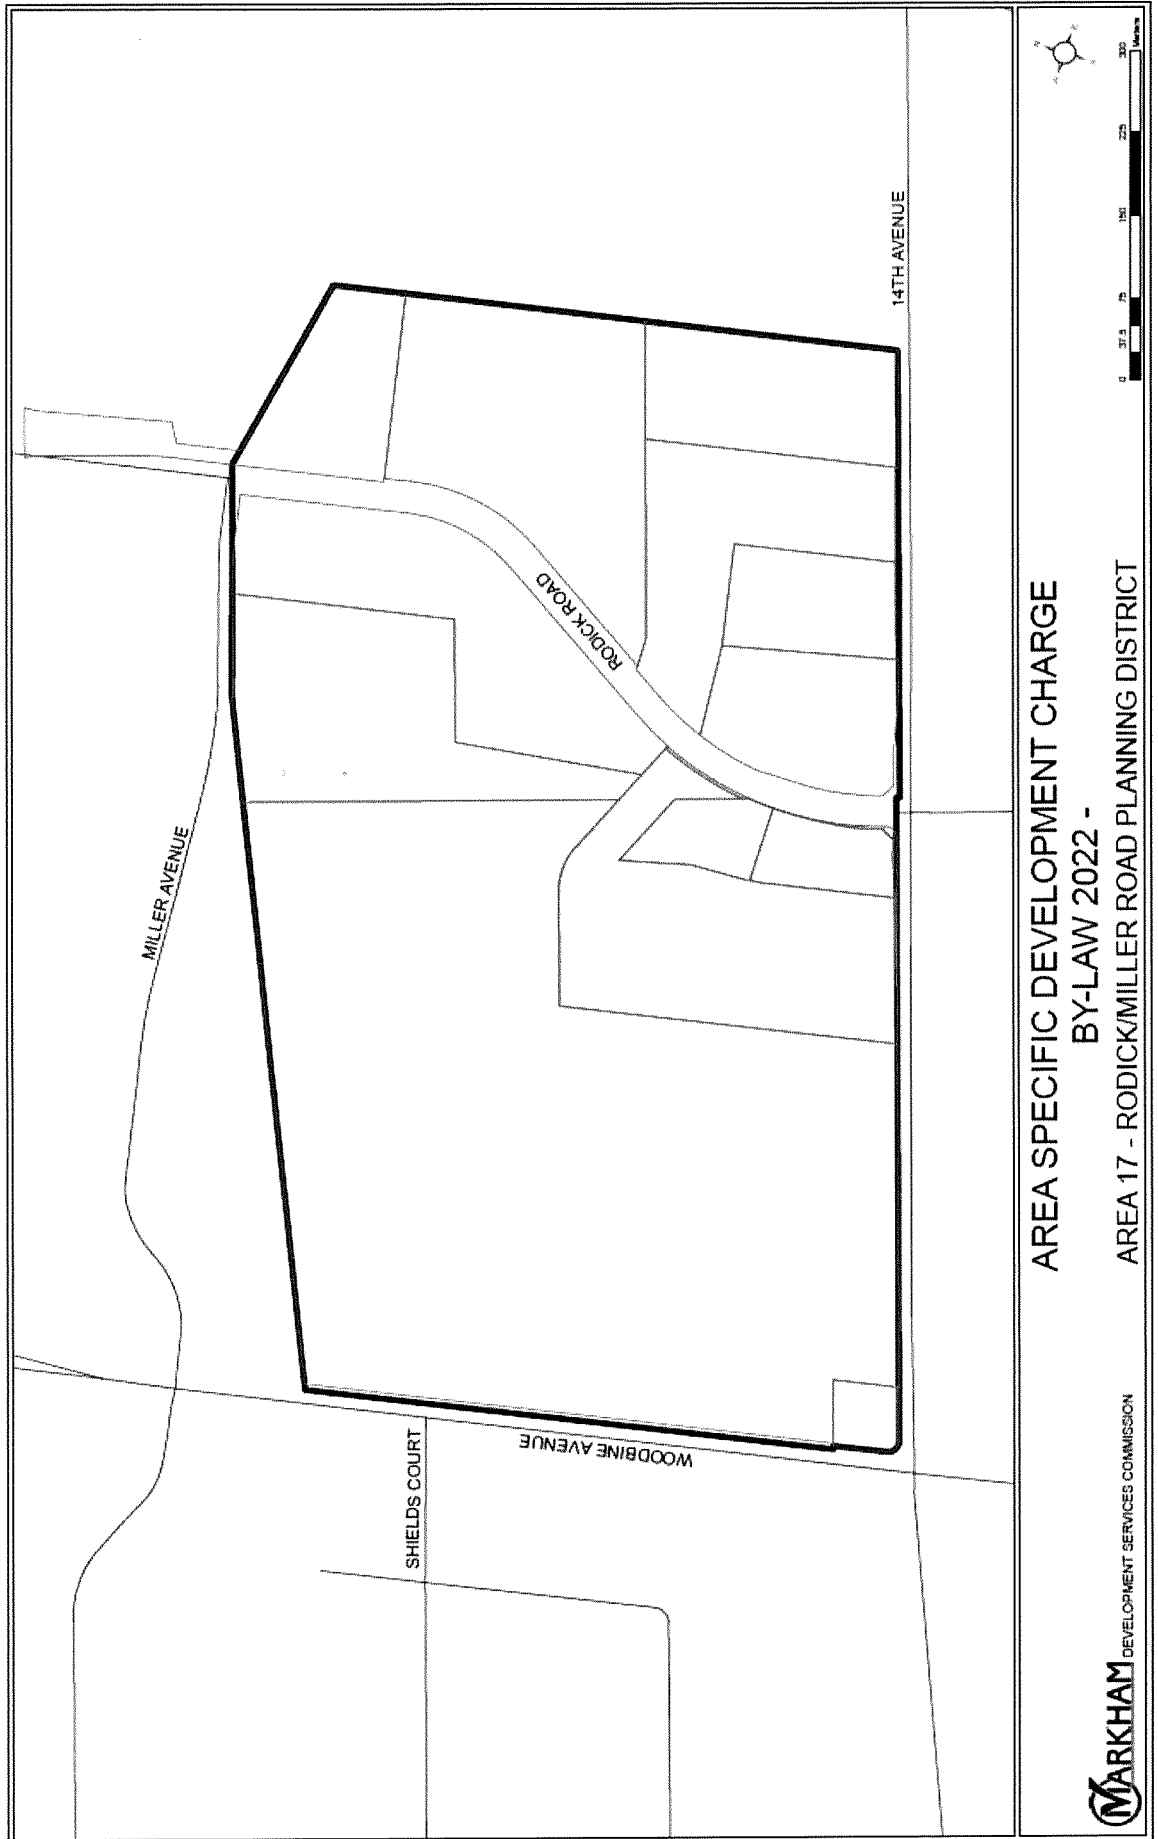 MILLER AVENUE
RODICK ROAD
14TH AVENUE
WOODBINE AVENUE
SHIELDS COURT
AREA SPECIFIC DEVELOPMENT CHARGE
BY-LAW 2022 -
AREA 17 - RODICK/MILLER ROAD PLANNING DISTRICT
MARKHAM DEVELOPMENT SERVICES COMMISSION
0 37.5 75 150 225 300
Meters